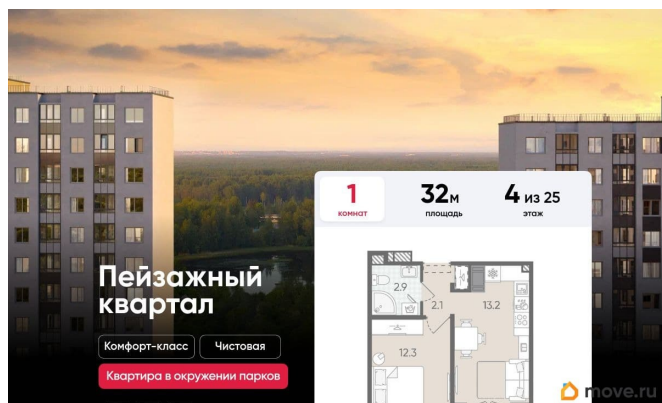 1
комнат
32м
площадь
4 из 25
этаж
Пейзажный
квартал
Комфорт-класс
Чистовая
Квартира в окружении парков
2.9
2.1
13.2
12.3
move.ru